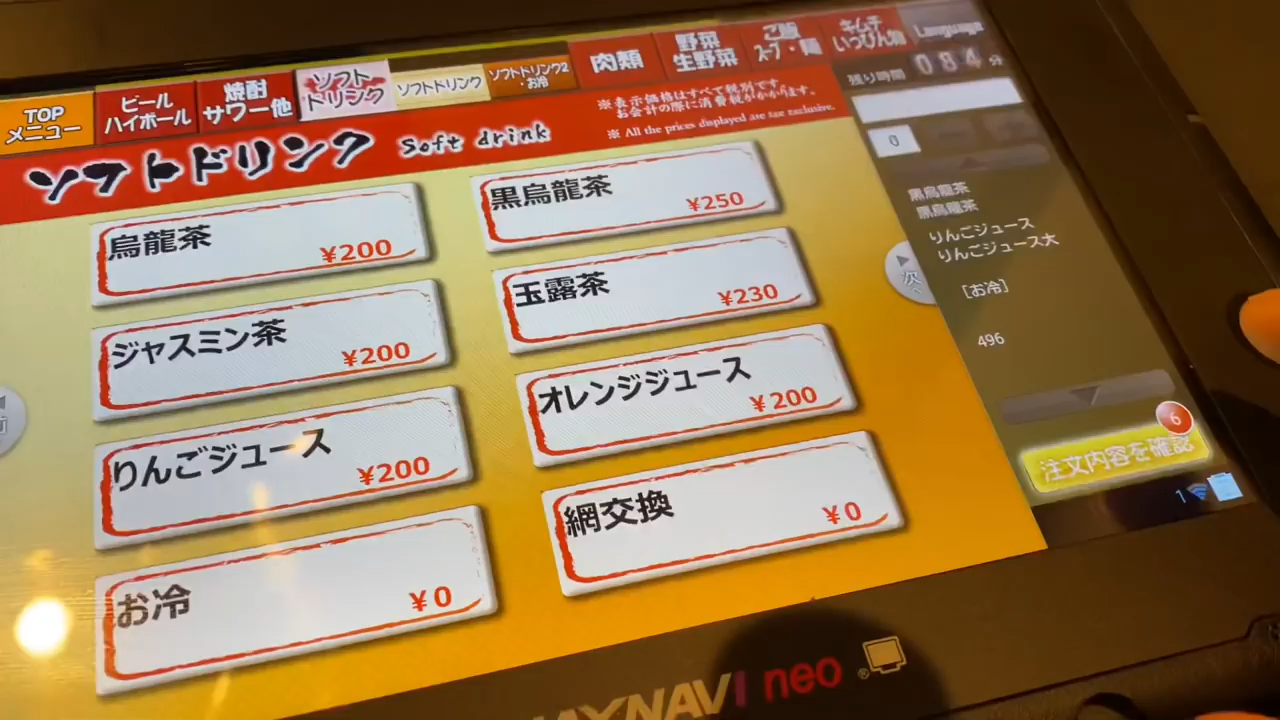 TOP
メニュー
ビール
ハイボール
焼酎
サワー他
ソフト
ドリンク
ソフトドリンク
ソフトドリンク2
・お冷
肉類
野菜
生野菜
ご飯
スープ・麺
キムチ
いっぴん物
Language
残り時間
084分
ソフトドリンク Soft drink
※表示価格はすべて税別です。
お会計の際に消費税がかかります。
※ All the prices displayed are tax exclusive.
0
烏龍茶
¥200
黒烏龍茶
¥250
ジャスミン茶
¥200
玉露茶
¥230
りんごジュース
¥200
オレンジジュース
¥200
お冷
¥0
網交換
¥0
前
次へ
黒烏龍茶
黒烏龍茶
りんごジュース
りんごジュース大
[お冷]
496
6
注文内容を確認
1
neo